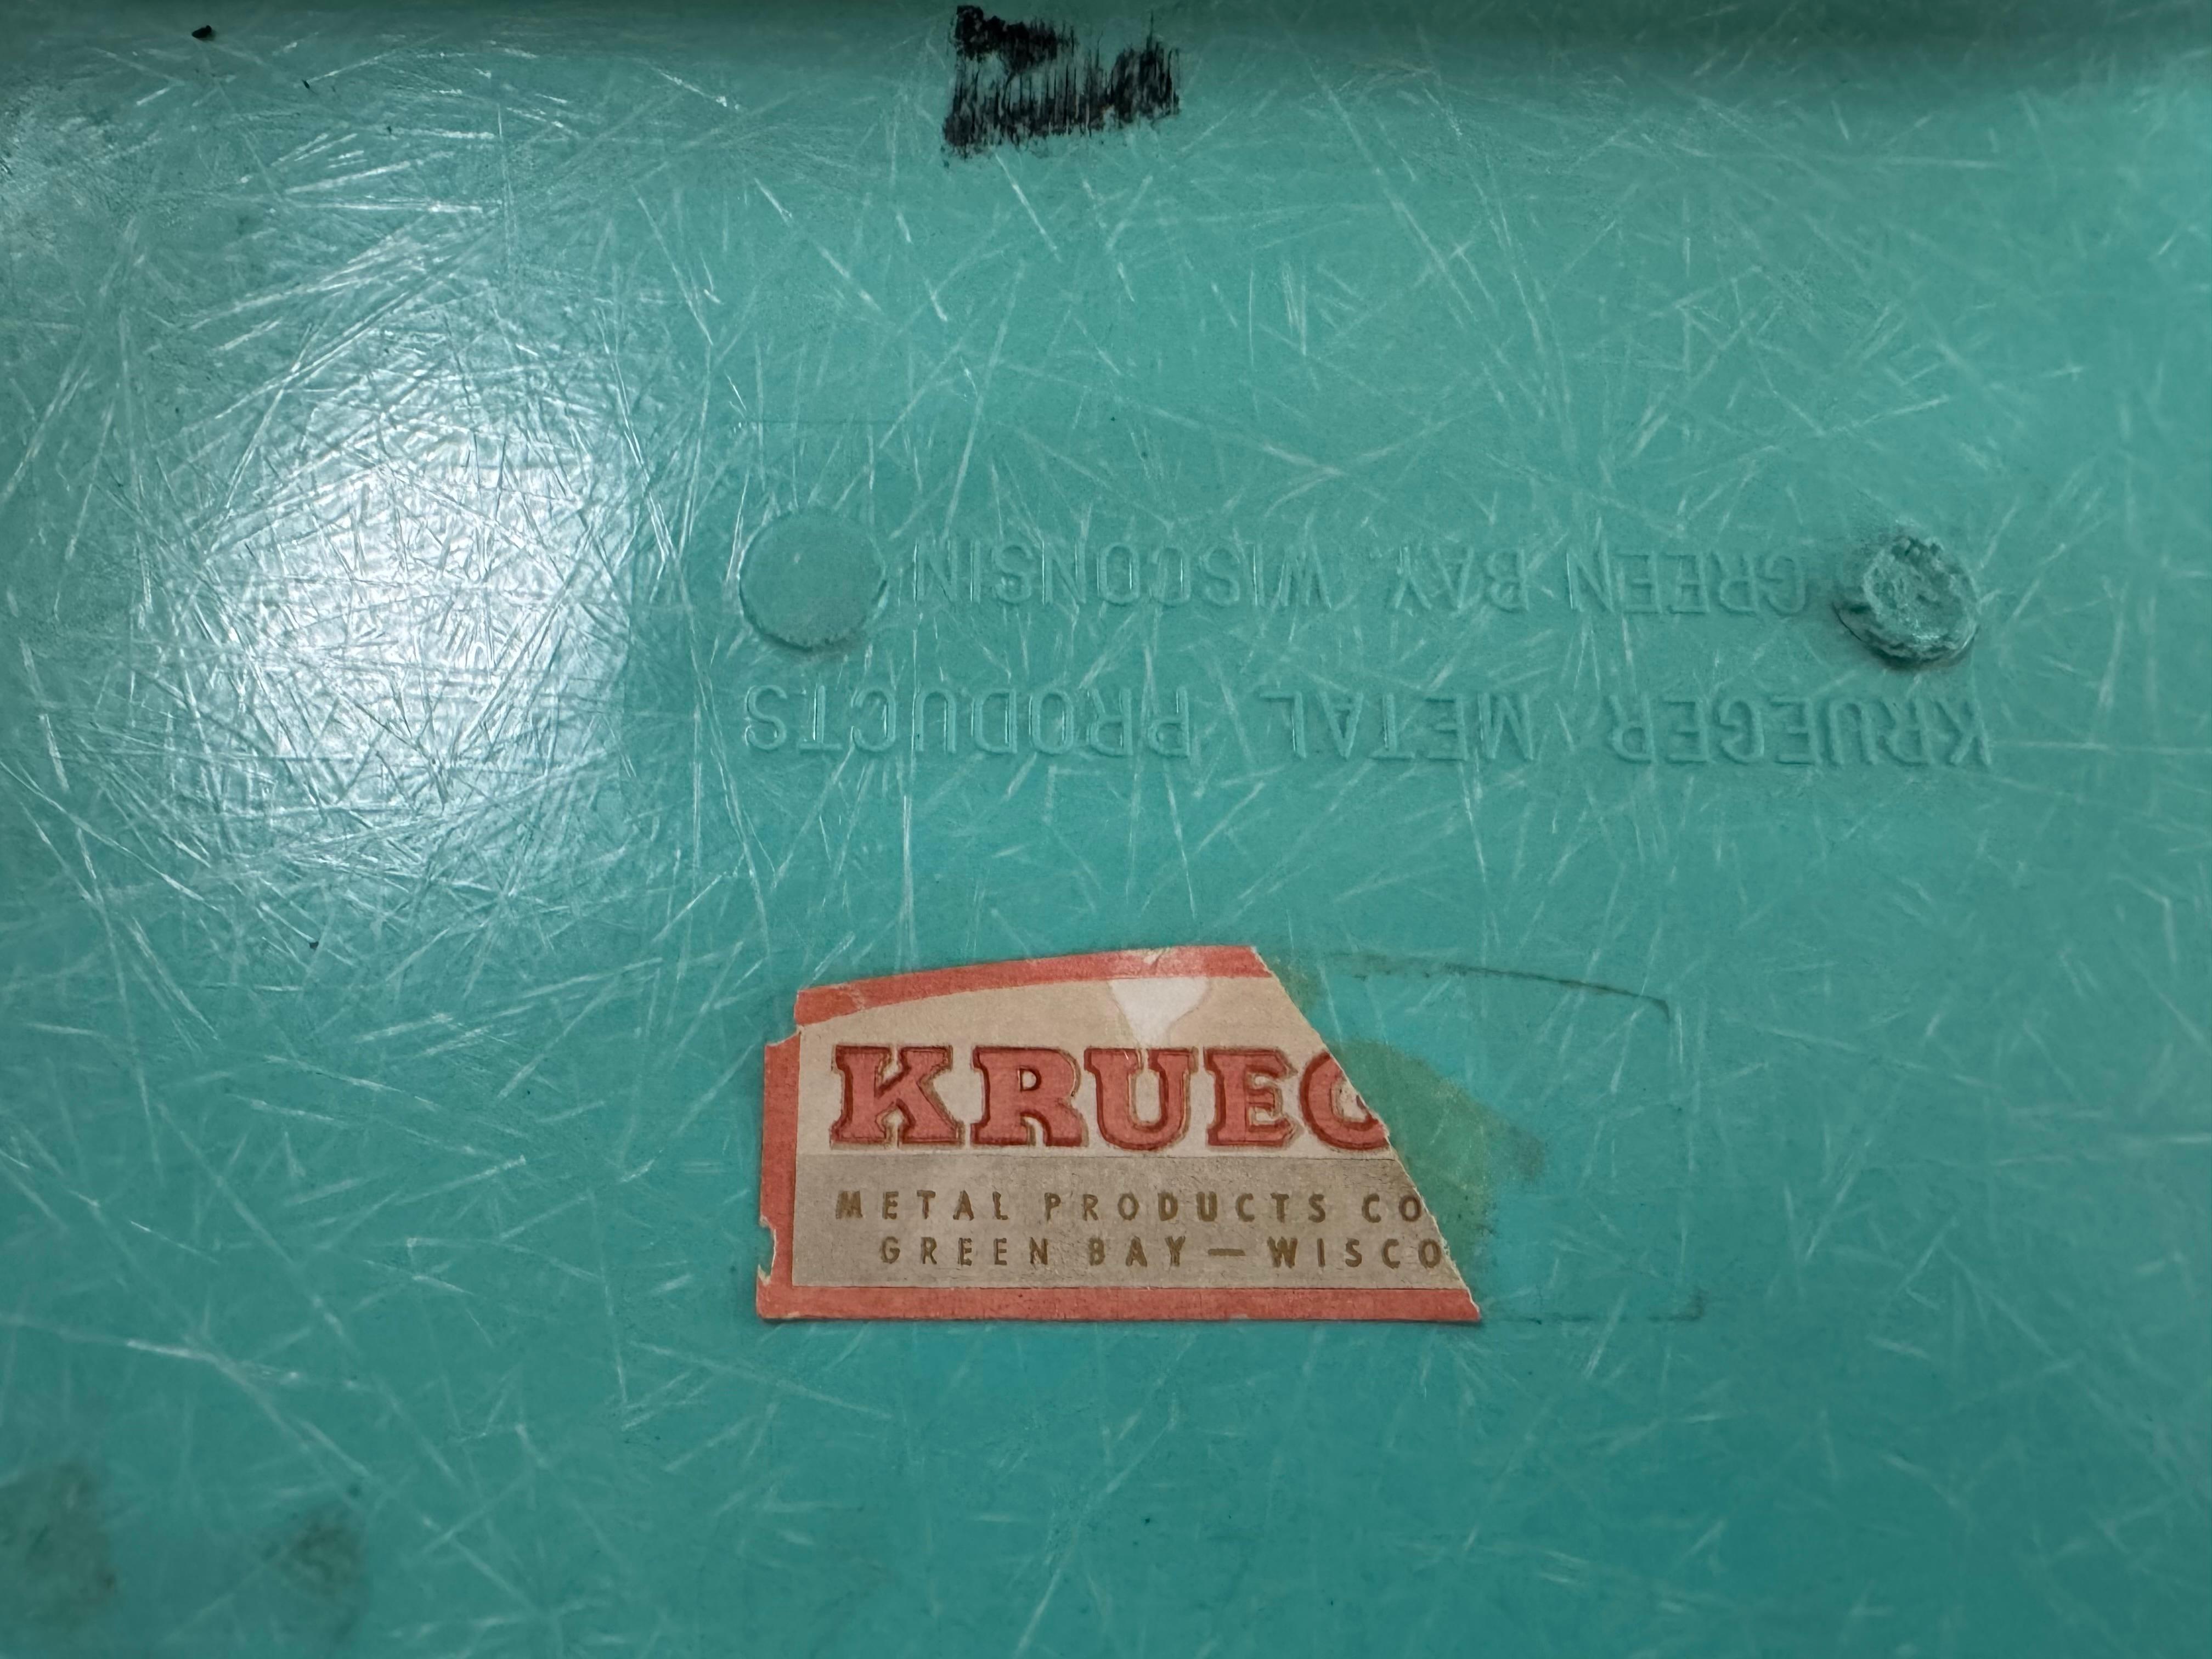 GREEN BAY, WISCONSIN
KRUEGER METAL PRODUCTS
KRUEG
METAL PRODUCTS CO
GREEN BAY — WISCO